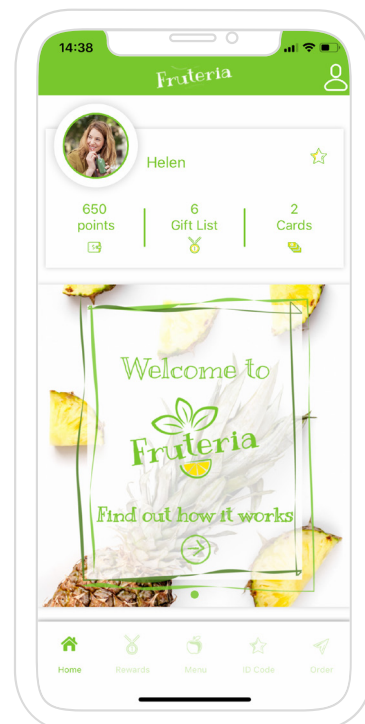 14:38
Fruteria
Helen
650 points
6 Gift List
2 Cards
Welcome to
Fruteria
Find out how it works
Home Rewards Menu ID Code Order